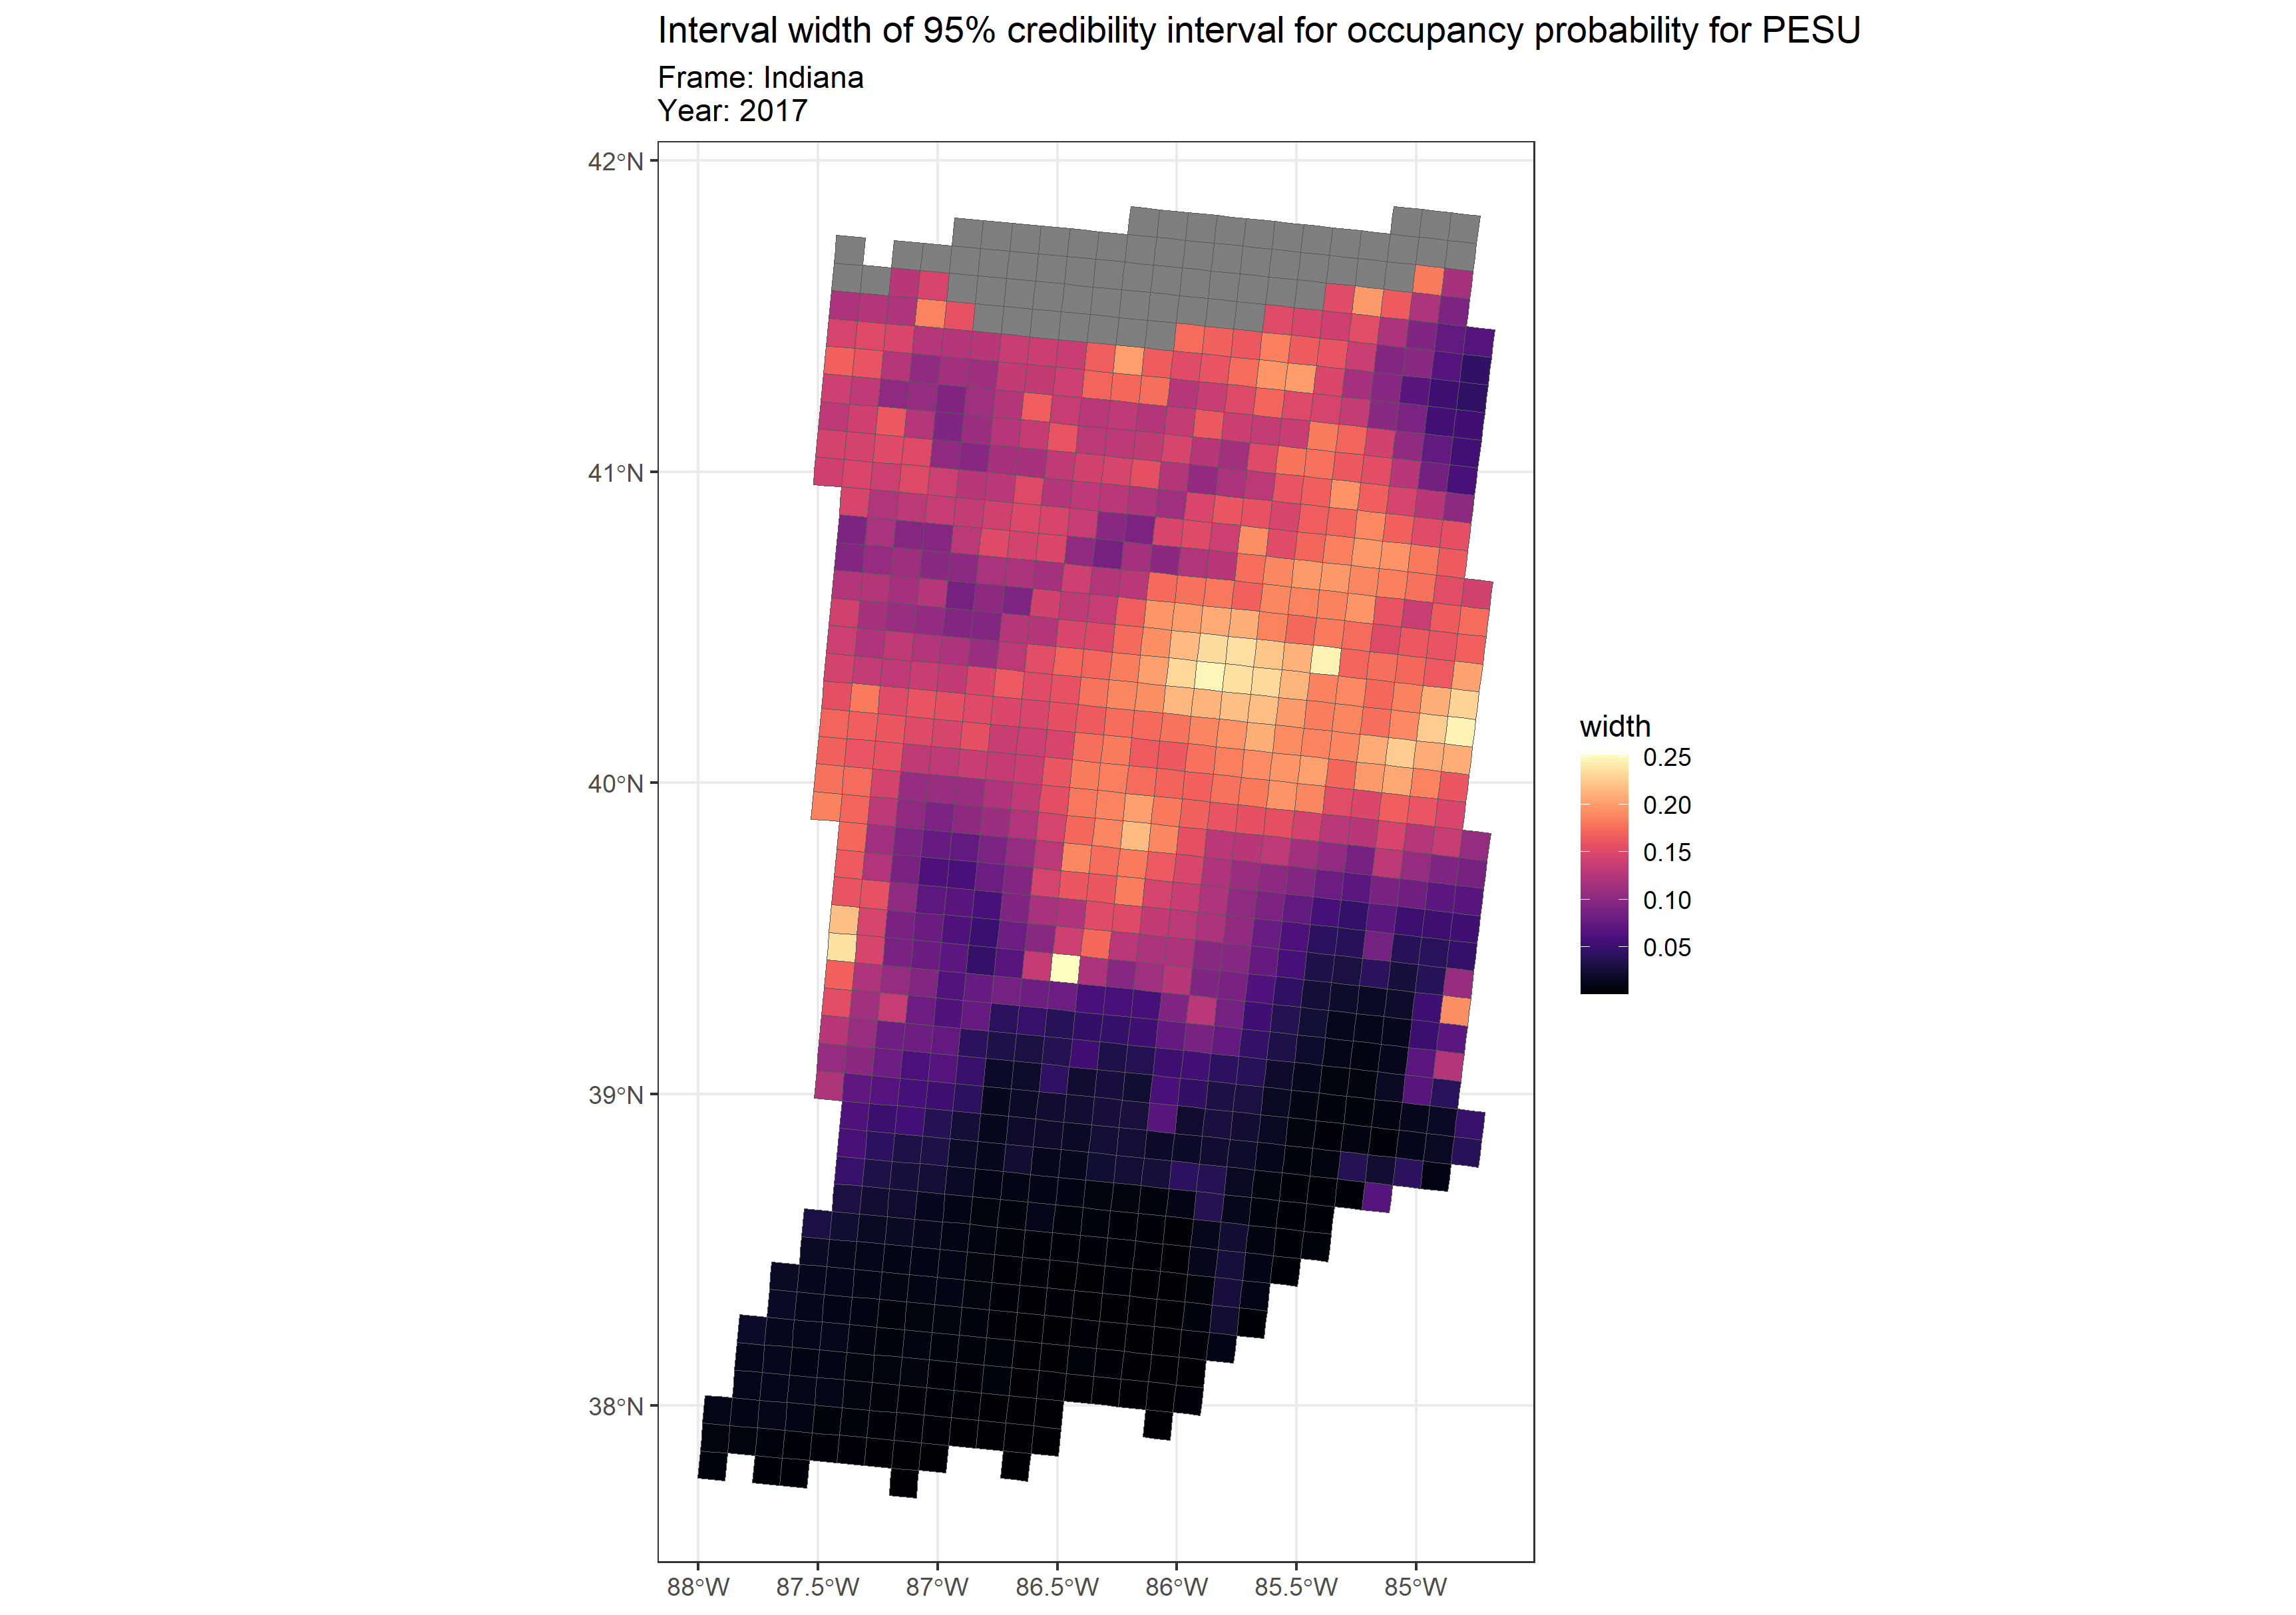 Interval width of 95% credibility interval for occupancy probability for PESU
Frame: Indiana
Year: 2017
42°N
41°N
40°N
39°N
38°N
88°W 87.5°W 87°W 86.5°W 86°W 85.5°W 85°W
width
0.25
0.20
0.15
0.10
0.05